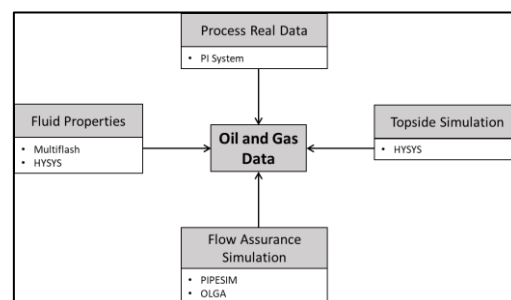 Process Real Data
• PI System
Fluid Properties
• Multiflash
• HYSYS
Oil and Gas
Data
Topside Simulation
• HYSYS
Flow Assurance
Simulation
• PIPESIM
• OLGA